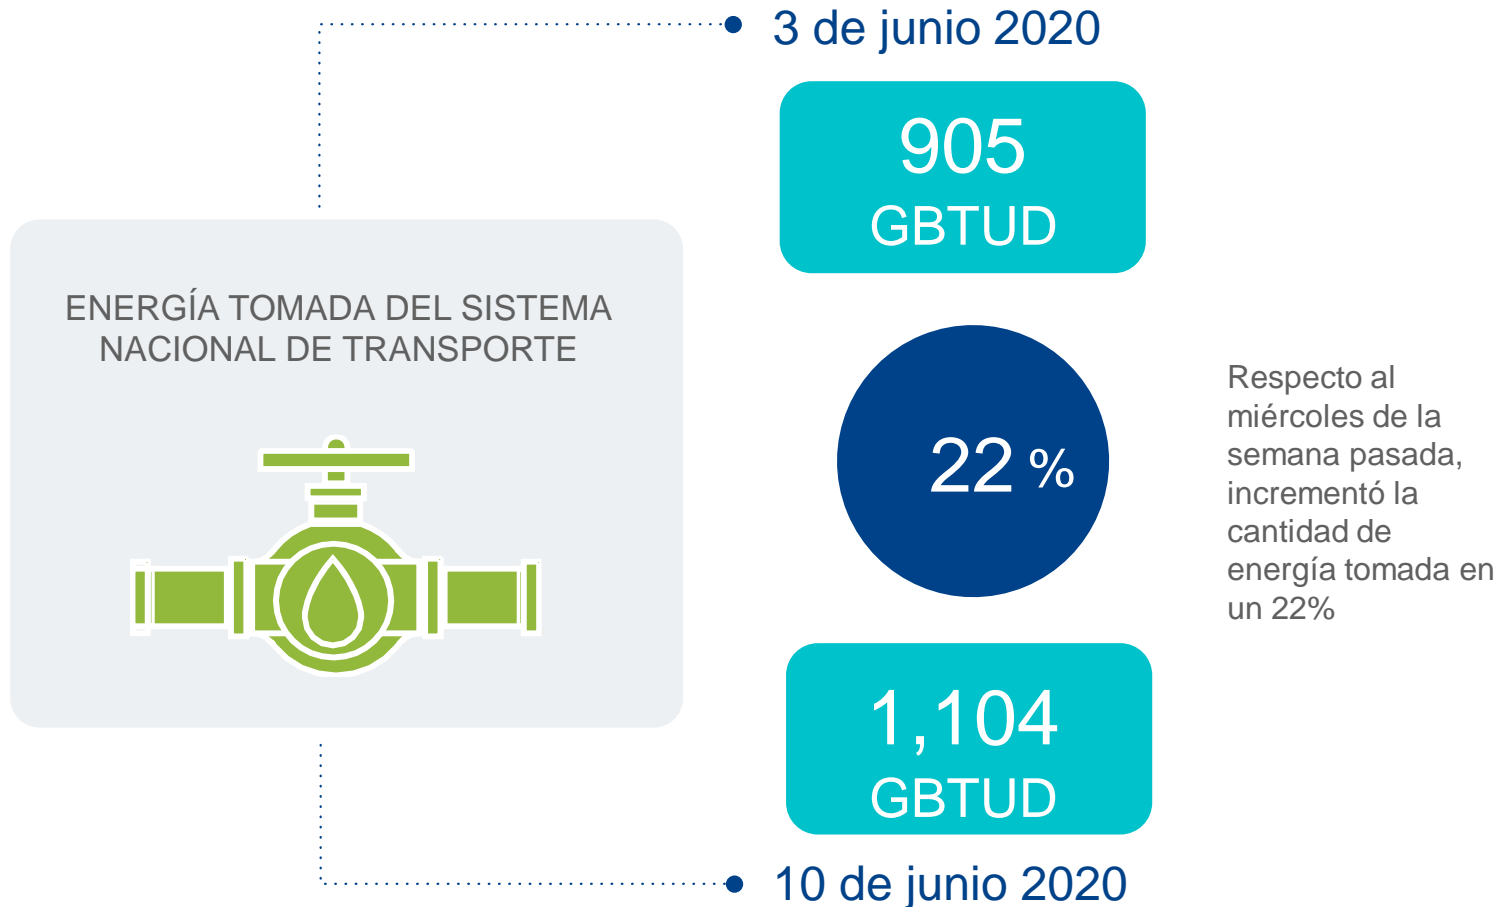 3 de junio 2020
905
GBTUD
ENERGÍA TOMADA DEL SISTEMA
NACIONAL DE TRANSPORTE
22 %
Respecto al
miércoles de la
semana pasada,
incrementó la
cantidad de
energía tomada en
un 22%
1,104
GBTUD
10 de junio 2020